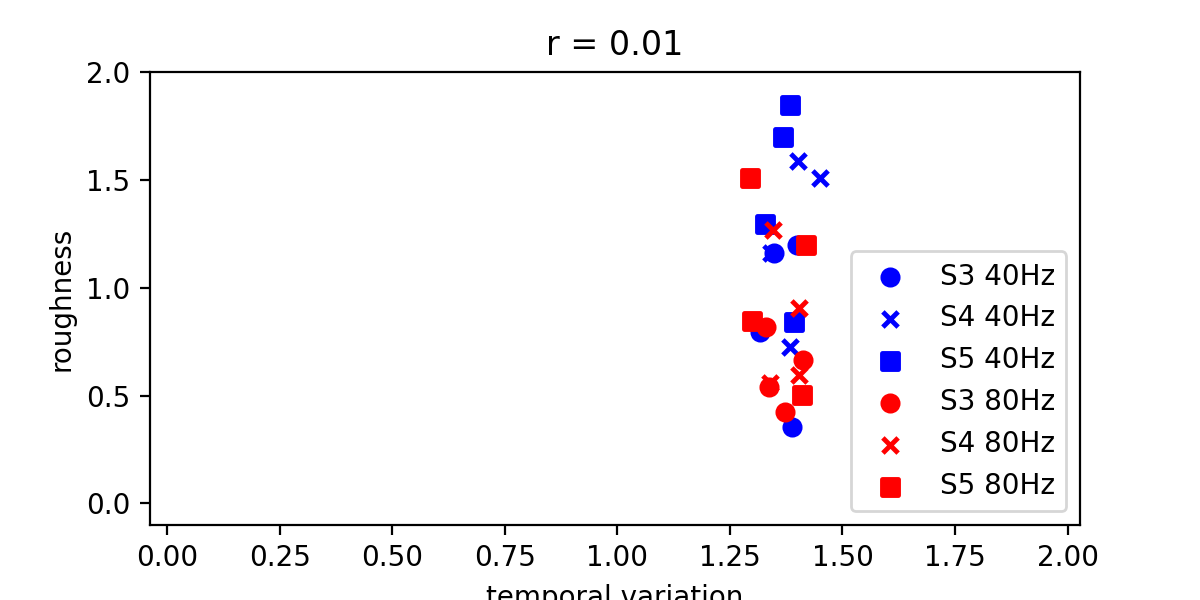 r = 0.01
2.0
1.5
1.0
0.5
0.0
roughness
S3 40Hz
S4 40Hz
S5 40Hz
S3 80Hz
S4 80Hz
S5 80Hz
0.00 0.25 0.50 0.75 1.00 1.25 1.50 1.75 2.00
temporal variation